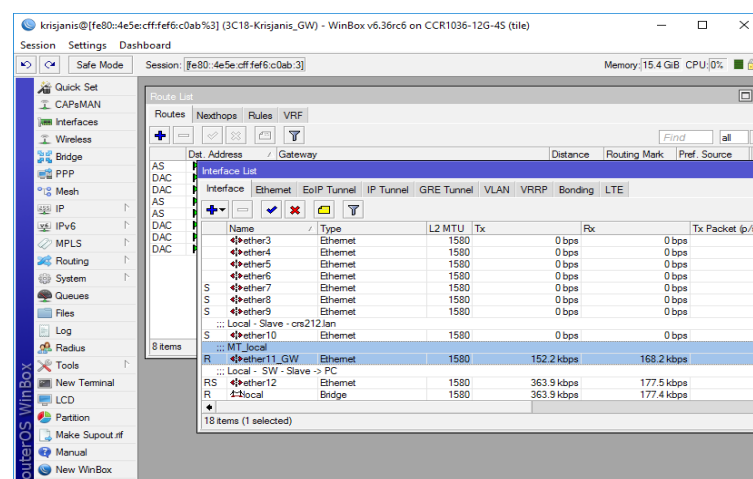 krisjanis@[fe80::4e5e:cff:fef6:c0ab%3] (3C18-Krisjanis_GW) - WinBox v6.36rc6 on CCR1036-12G-4S (tile)
Session Settings Dashboard
Safe Mode Session: [fe80::4e5e:cff:fef6:c0ab:3] Memory: 15.4 GiB CPU: 0%
Quick Set
CAPsMAN
Interfaces
Wireless
Bridge
PPP
Mesh
IP
IPv6
MPLS
Routing
System
Queues
Files
Log
Radius
Tools
New Terminal
LCD
Partition
Make Supout.rif
Manual
New WinBox
outerOS WinBox
Route List
Routes Nexthops Rules VRF
Find all
Dst. Address / Gateway Distance Routing Mark Pref. Source
AS
DAC
DAC
AS
AS
DAC
DAC
DAC
8 items
Interface List
Interface Ethernet EoIP Tunnel IP Tunnel GRE Tunnel VLAN VRRP Bonding LTE
Name / Type L2 MTU Tx Rx Tx Packet (p/
ether3 Ethernet 1580 0 bps 0 bps
ether4 Ethernet 1580 0 bps 0 bps
ether5 Ethernet 1580 0 bps 0 bps
ether6 Ethernet 1580 0 bps 0 bps
S ether7 Ethernet 1580 0 bps 0 bps
S ether8 Ethernet 1580 0 bps 0 bps
S ether9 Ethernet 1580 0 bps 0 bps
;;; Local - Slave - crs212.lan
S ether10 Ethernet 1580 0 bps 0 bps
;;; MT_local
R ether11_GW Ethernet 1580 152.2 kbps 168.2 kbps
;;; Local - SW - Slave -> PC
RS ether12 Ethernet 1580 363.9 kbps 177.5 kbps
R local Bridge 1580 363.9 kbps 177.4 kbps
18 items (1 selected)